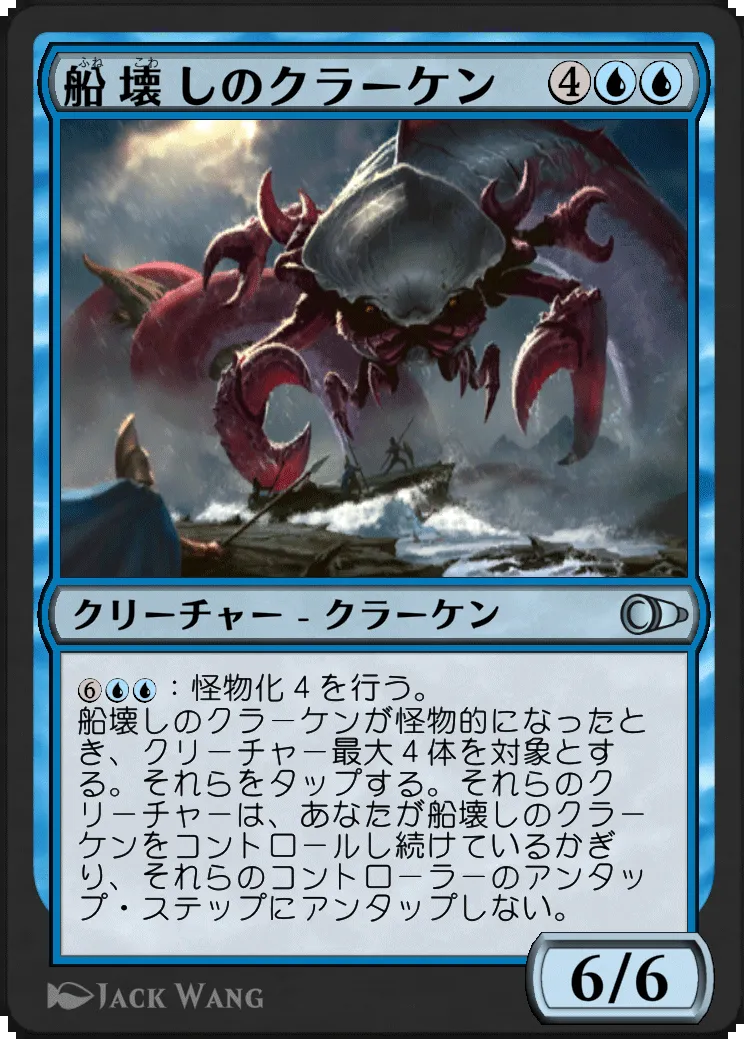 船壊しのクラーケン 4
ふね こわ
クリーチャー - クラーケン
6：怪物化4を行う。
船壊しのクラーケンが怪物的になったと
き、クリーチャー最大4体を対象とす
る。それらをタップする。それらのク
リーチャーは、あなたが船壊しのクラー
ケンをコントロールし続けているかぎ
り、それらのコントローラーのアンタッ
プ・ステップにアンタップしない。
6/6
JACK WANG